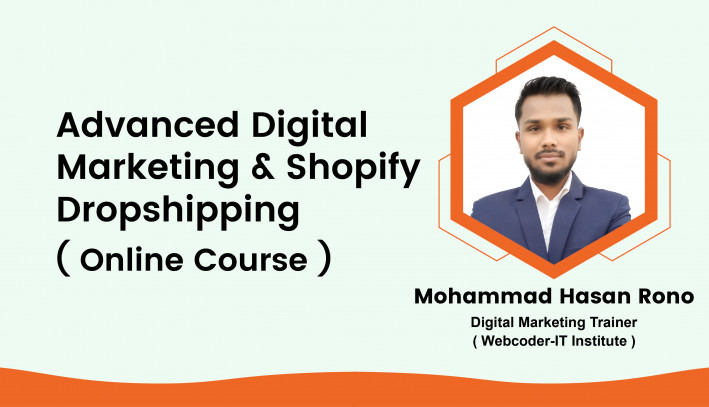 Advanced Digital
Marketing & Shopify
Dropshipping
( Online Course )
Mohammad Hasan Rono
Digital Marketing Trainer
( Webcoder-IT Institute )